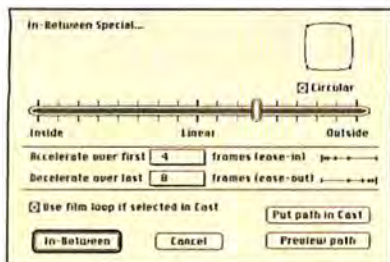 In-Between Special...
Circular
Inside Linear Outside
Accelerate over first 4 frames (ease-in)
Decelerate over last 8 frames (ease-out)
Use film loop if selected in Cast
Put path in Cast
In-Between Cancel Preview path